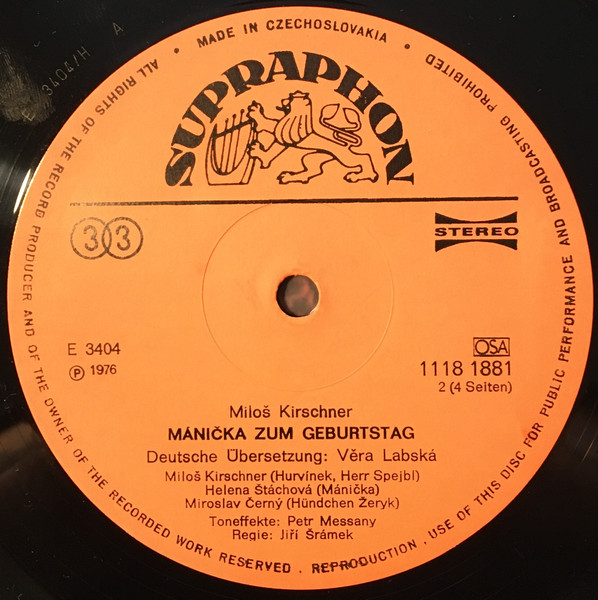 MADE IN CZECHOSLOVAKIA
ALL RIGHTS OF THE RECORD PRODUCER AND OF THE OWNER OF THE RECORDED WORK RESERVED . REPRODUCTION . USE OF THIS DISC FOR PUBLIC PERFORMANCE AND BROADCASTING PROHIBITED
E 3404/H A
SUPRAPHON
33
STEREO
E 3404
OSA
℗ 1976
1118 1881
2 (4 Seiten)
Miloš Kirschner
MÁNIČKA ZUM GEBURTSTAG
Deutsche Übersetzung: Věra Labská
Miloš Kirschner (Hurvínek, Herr Spejbl)
Helena Štáchová (Mánička)
Miroslav Černý (Hündchen Žeryk)
Toneffekte: Petr Messany
Regie: Jiří Šrámek